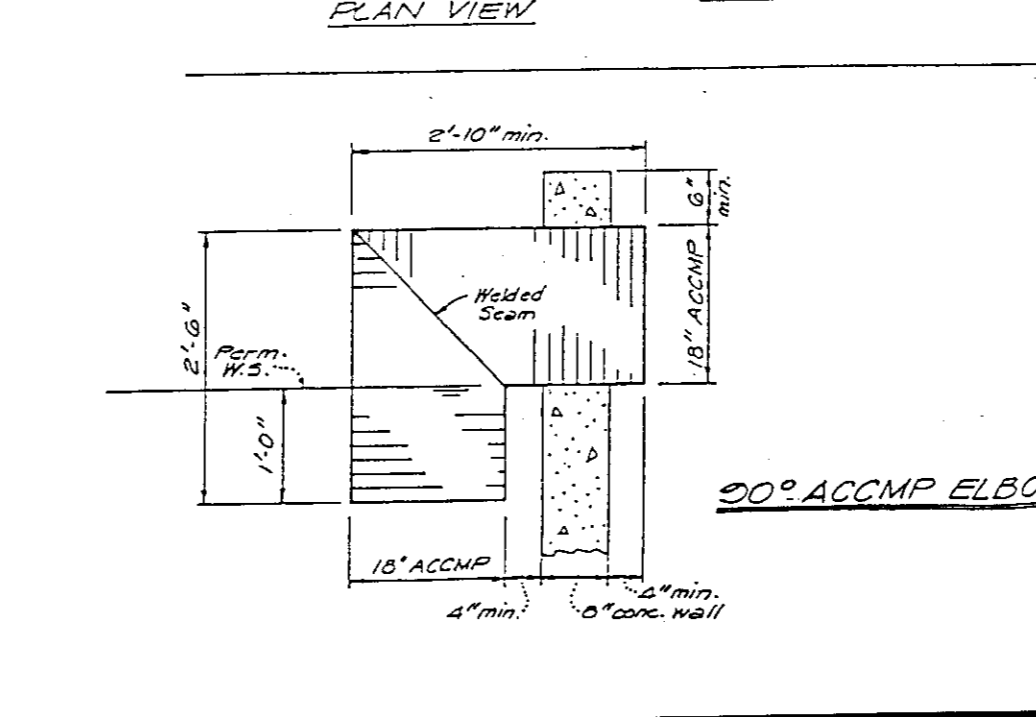 PLAN VIEW
2'-10" min.
6"
min.
18" ACCMP
Welded
Seam
2'-6"
Perm.
W.S.
1'-0"
90° ACCMP ELBO
18" ACCMP
4" min.
8" conc. wall
4" min.